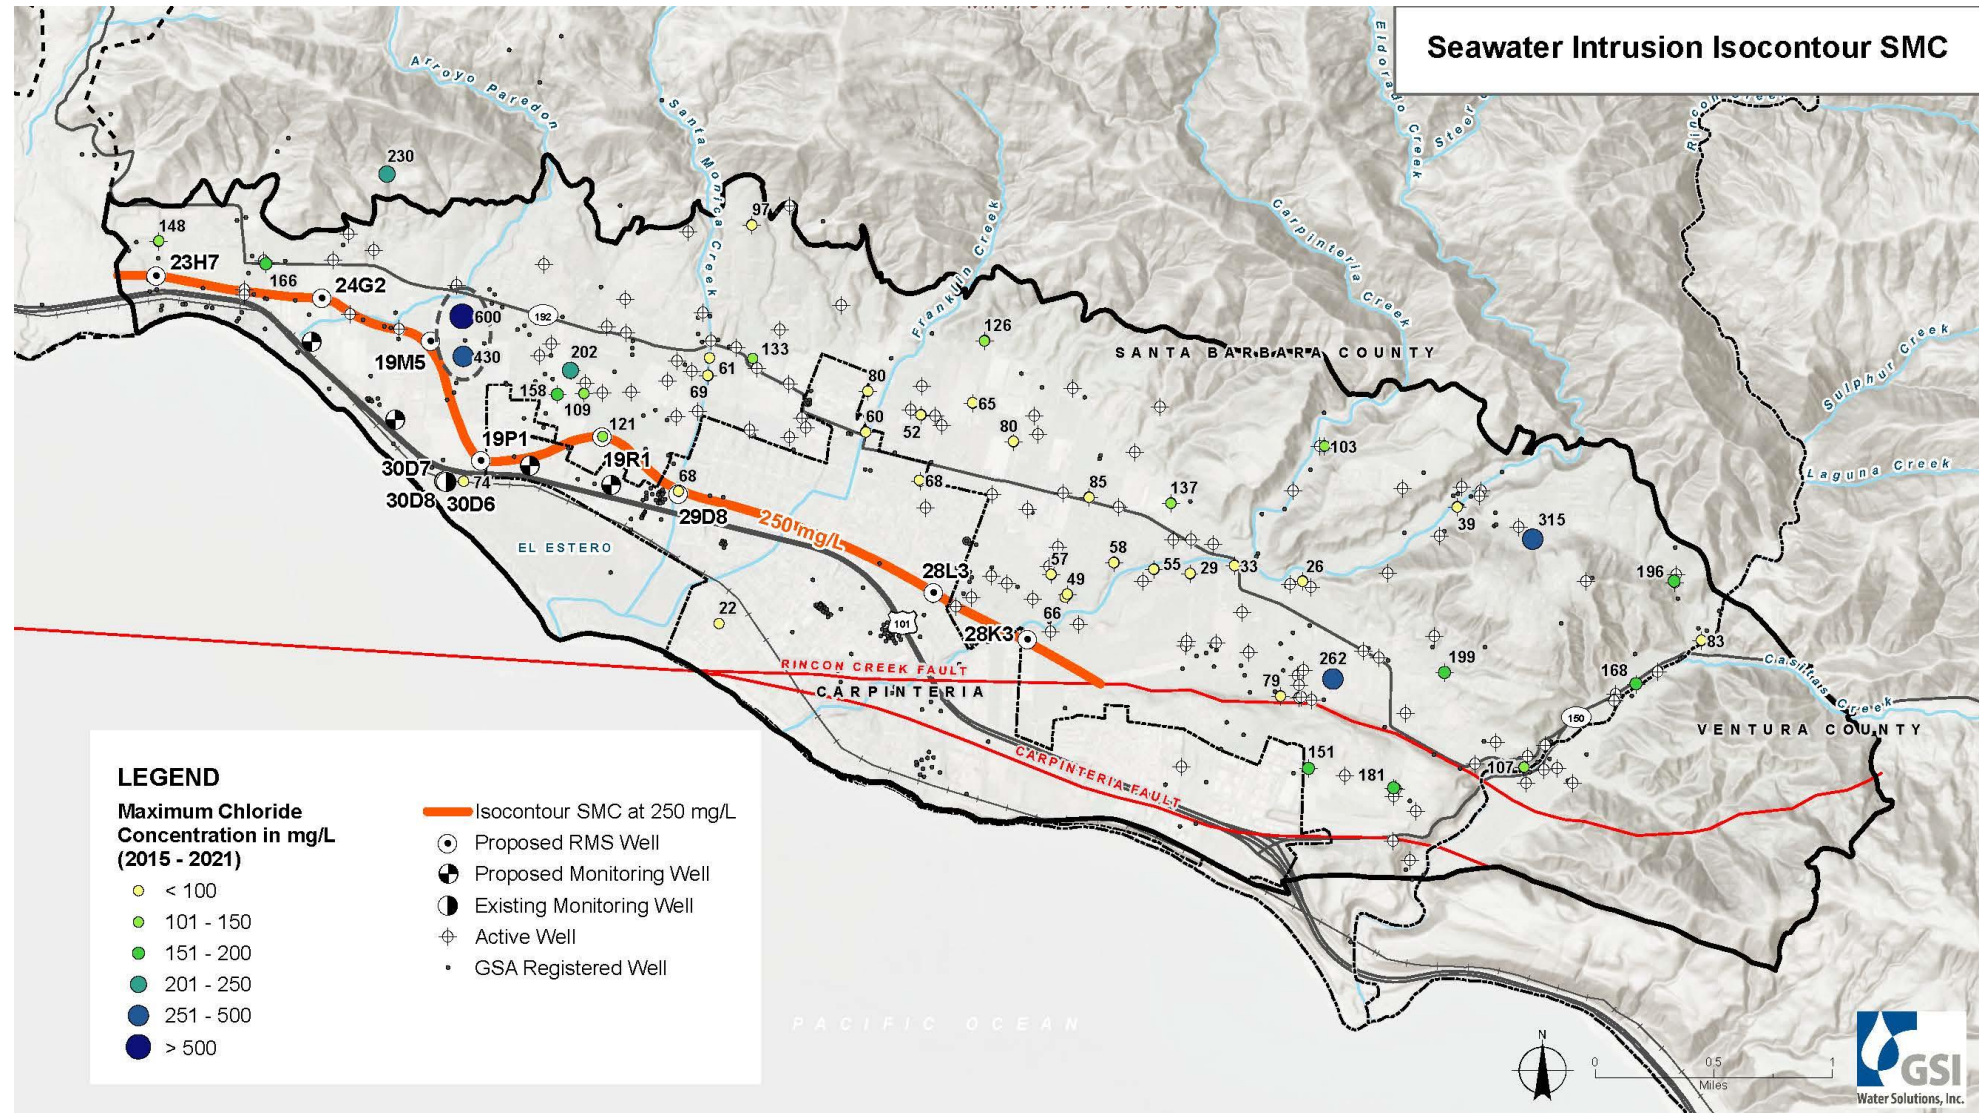 NATIONAL FOREST
Seawater Intrusion Isocontour SMC
Arroyo Paredon
Santa Monica Creek
Franklin Creek
Carpinteria Creek
Eldorado Creek
Steer
Rincon Creek
Sulphur Creek
Laguna Creek
Casitas Creek
230
148
97
23H7
166
24G2
600
192
430
19M5
202
158
109
133
61
69
126
SANTA BARBARA COUNTY
80
60
52
65
80
121
19P1
19R1
103
30D7
74
30D8
30D6
68
29D8
250 mg/L
68
85
137
39
315
EL ESTERO
57
58
55
29
33
26
49
66
196
28L3
22
101
28K3
83
RINCON CREEK FAULT
CARPINTERIA
79
262
199
168
150
VENTURA COUNTY
CARPINTERIA FAULT
151
181
107
LEGEND
Maximum Chloride
Concentration in mg/L
(2015 - 2021)
< 100
101 - 150
151 - 200
201 - 250
251 - 500
> 500
Isocontour SMC at 250 mg/L
Proposed RMS Well
Proposed Monitoring Well
Existing Monitoring Well
Active Well
GSA Registered Well
PACIFIC OCEAN
N
0
0.5
1
Miles
GSI
Water Solutions, Inc.